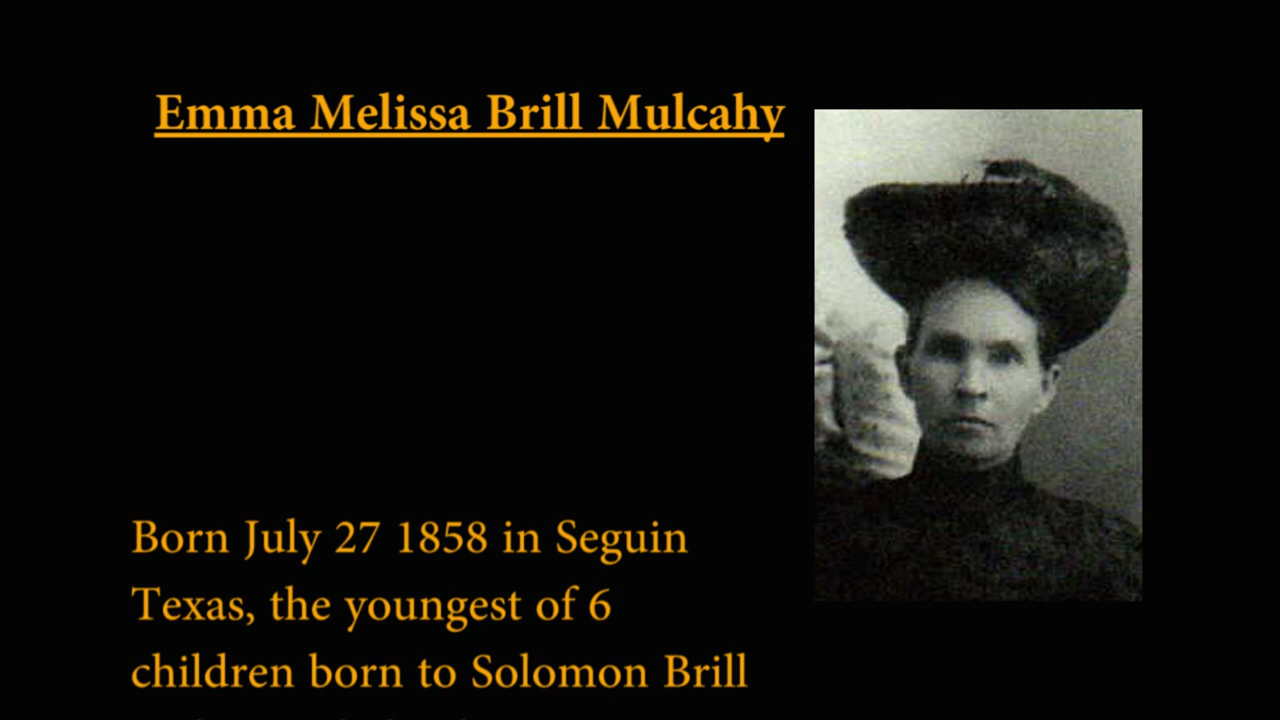 Emma Melissa Brill Mulcahy
Born July 27 1858 in Seguin
Texas, the youngest of 6
children born to Solomon Brill